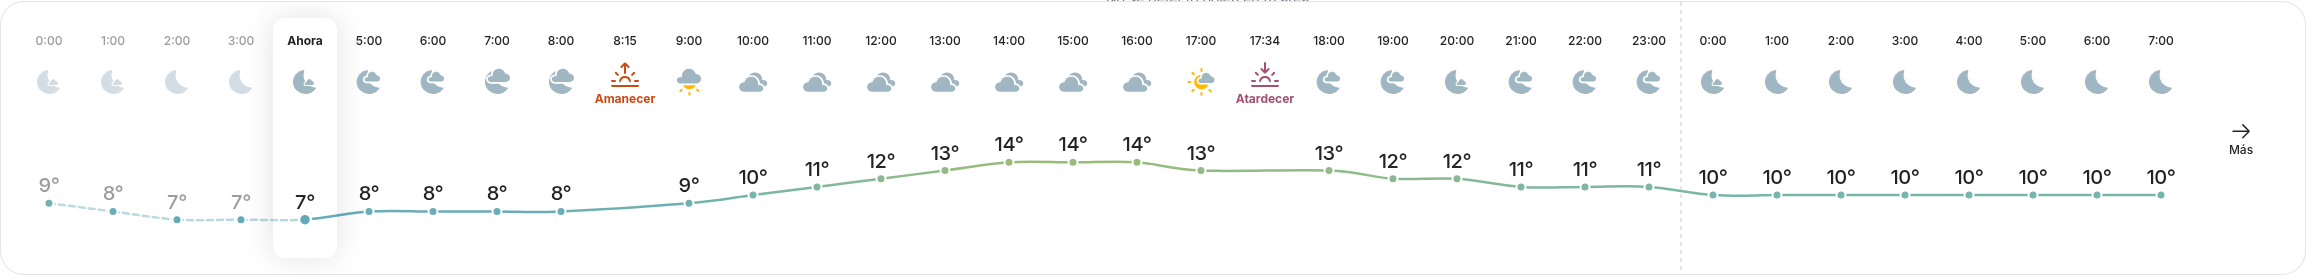 0:00 1:00 2:00 3:00 Ahora 5:00 6:00 7:00 8:00 8:15 9:00 10:00 11:00 12:00 13:00 14:00 15:00 16:00 17:00 17:34 18:00 19:00 20:00 21:00 22:00 23:00 0:00 1:00 2:00 3:00 4:00 5:00 6:00 7:00
Amanecer Atardecer
9° 8° 7° 7° 7° 8° 8° 8° 8° 9° 10° 11° 12° 13° 14° 14° 14° 13° 13° 12° 12° 11° 11° 11° 10° 10° 10° 10° 10° 10° 10° 10°
Más